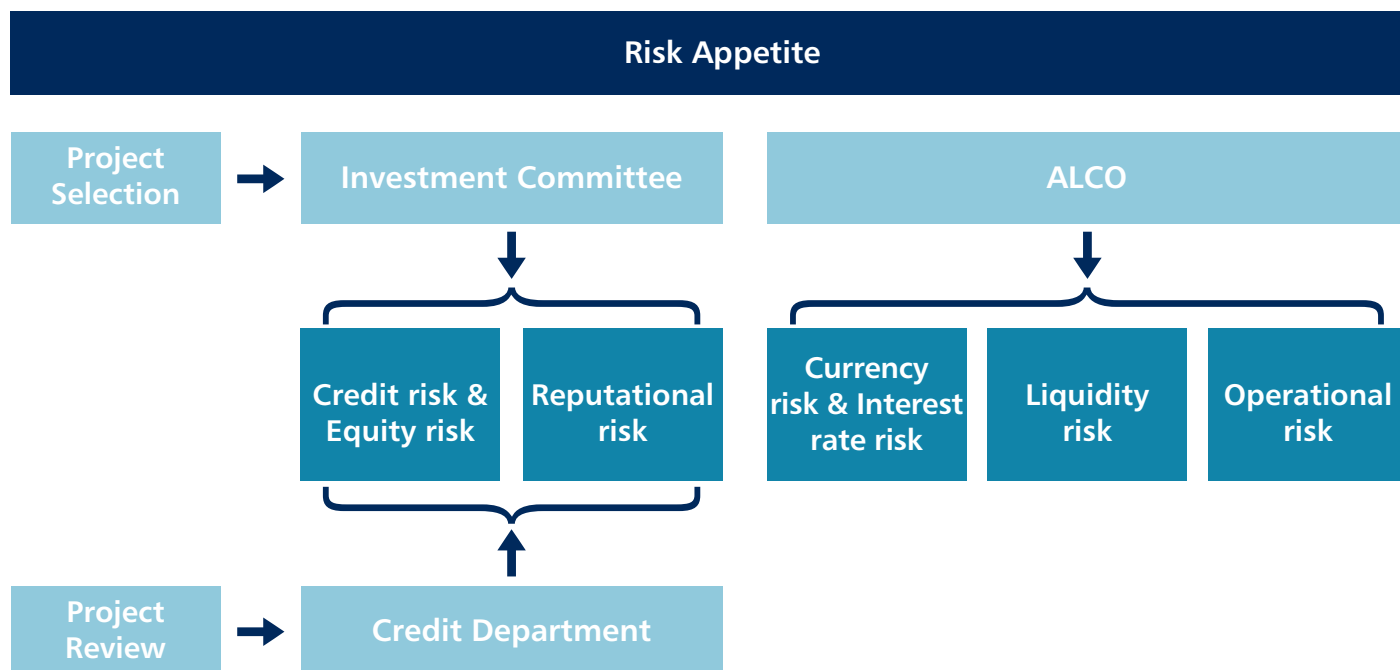 Risk Appetite
Project
Selection
Investment Committee
ALCO
Credit risk &
Equity risk
Reputational
risk
Currency
risk & Interest
rate risk
Liquidity
risk
Operational
risk
Project
Review
Credit Department